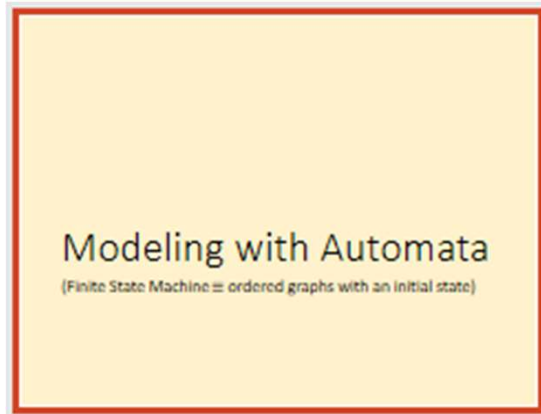 Modeling with Automata
(Finite State Machine ≡ ordered graphs with an initial state)